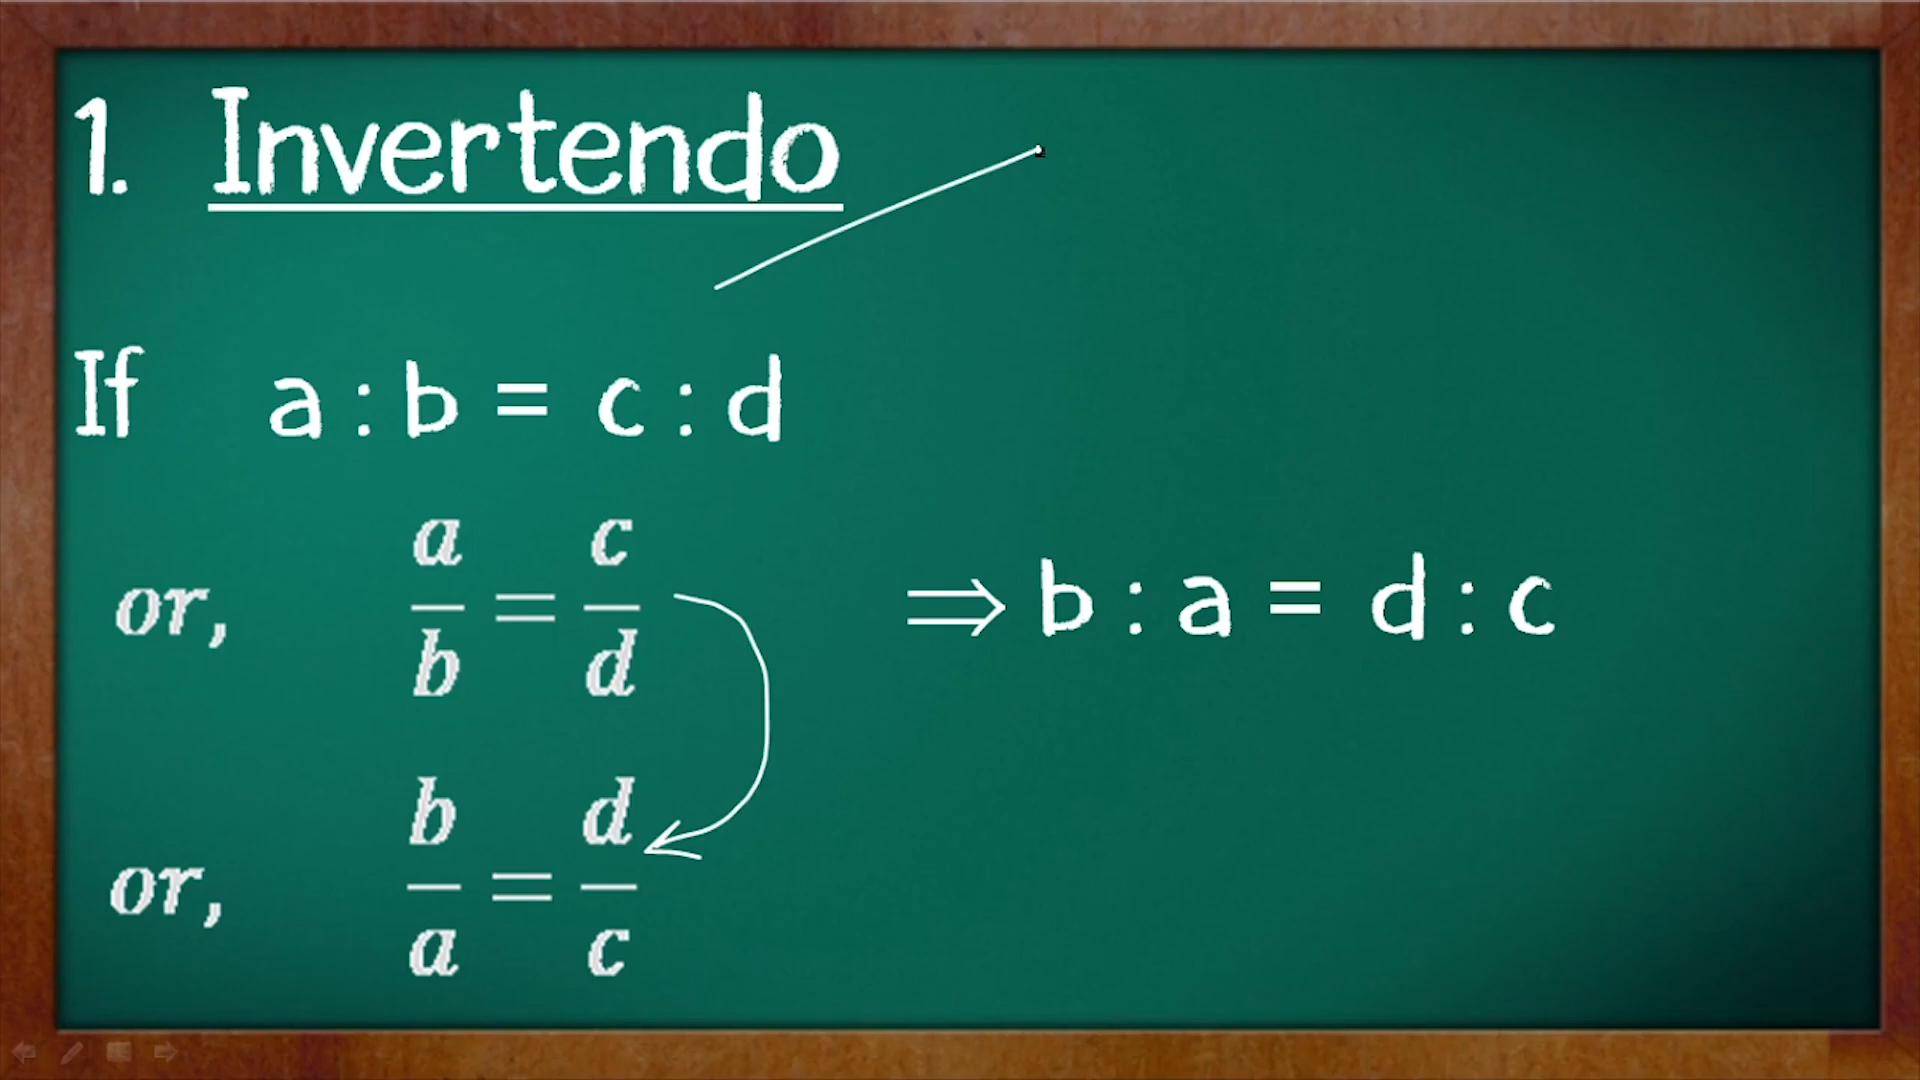 1. Invertendo
If a : b = c : d
or, a/b = c/d ⇒ b : a = d : c
or, b/a = d/c